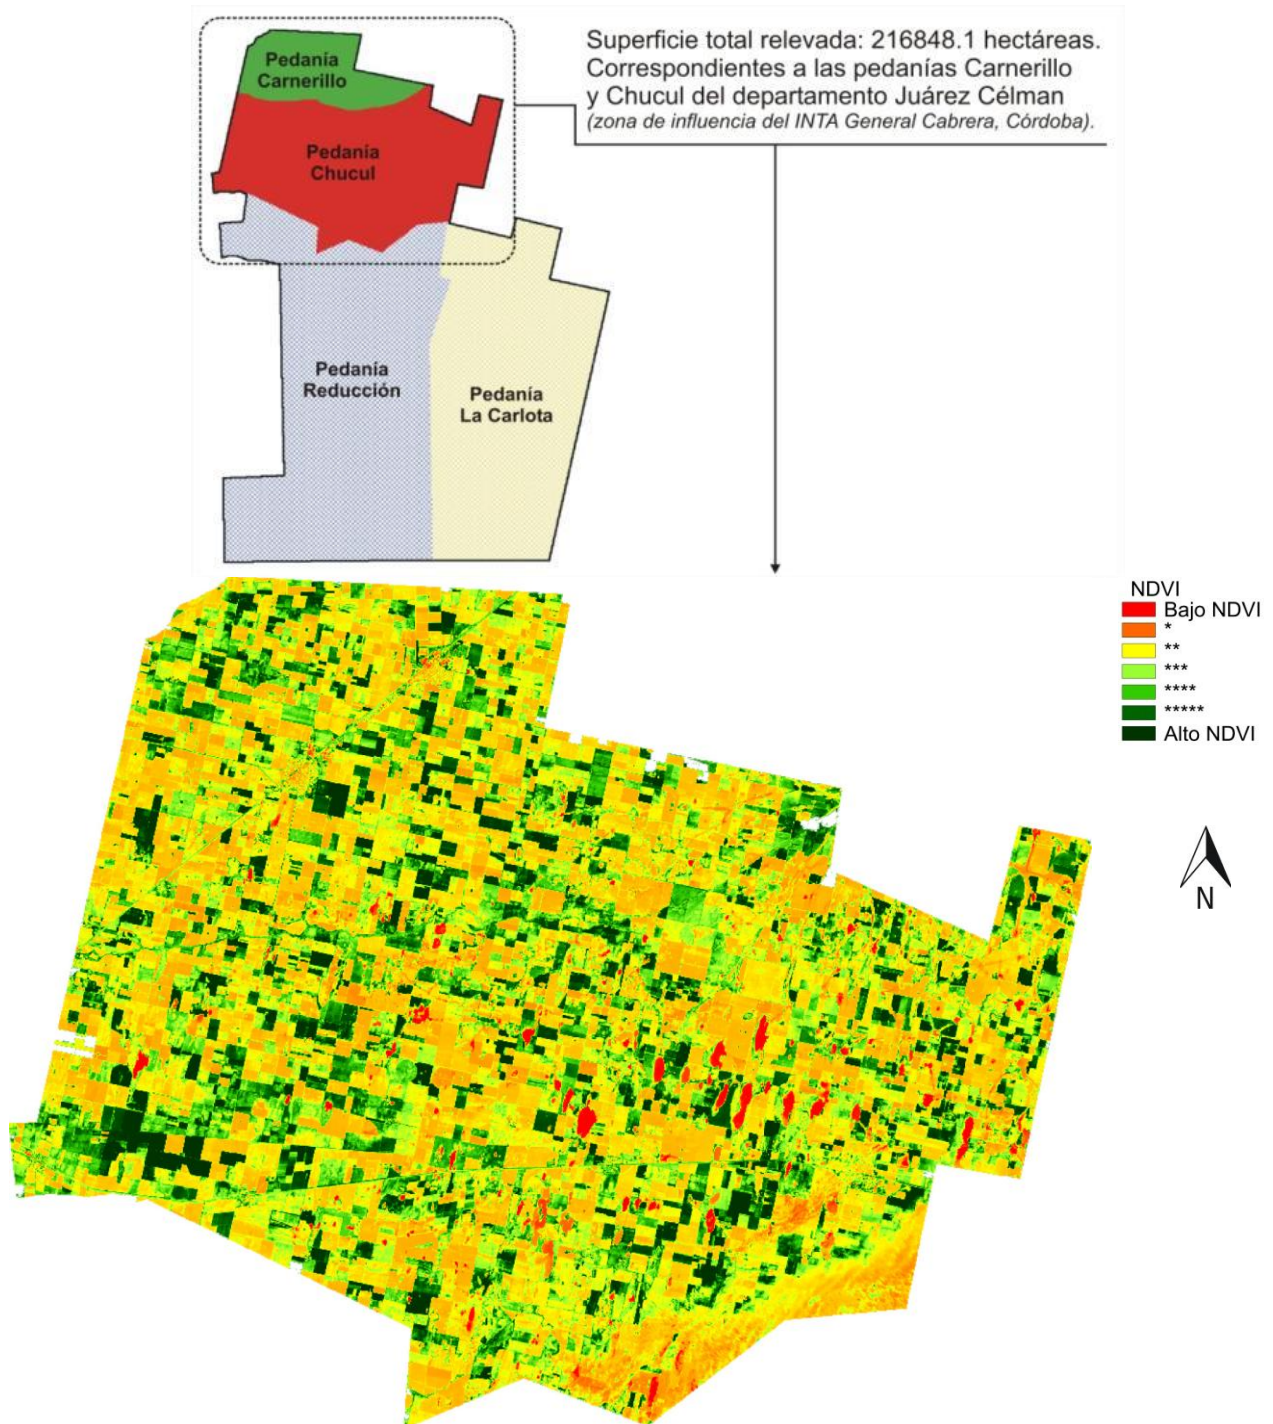 Pedanía
Carnerillo
Superficie total relevada: 216848.1 hectáreas.
Correspondientes a las pedanías Carnerillo
y Chucul del departamento Juárez Célman
(zona de influencia del INTA General Cabrera, Córdoba).
Pedanía
Chucul
Pedanía
Reducción
Pedanía
La Carlota
NDVI
Bajo NDVI
*
**
***
****
*****
Alto NDVI
N